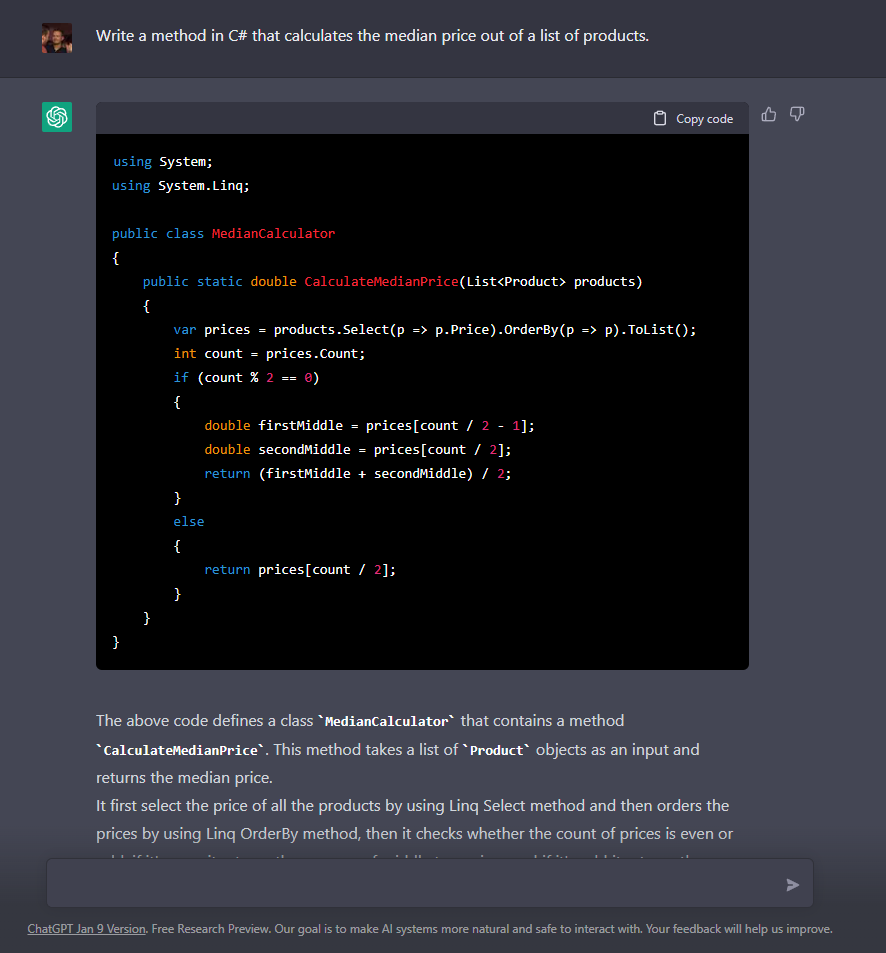 Write a method in C# that calculates the median price out of a list of products.
Copy code
using System;
using System.Linq;
public class MedianCalculator
{
public static double CalculateMedianPrice(List<Product> products)
{
var prices = products.Select(p => p.Price).OrderBy(p => p).ToList();
int count = prices.Count;
if (count % 2 == 0)
{
double firstMiddle = prices[count / 2 - 1];
double secondMiddle = prices[count / 2];
return (firstMiddle + secondMiddle) / 2;
}
else
{
return prices[count / 2];
}
}
}
The above code defines a class `MedianCalculator` that contains a method
`CalculateMedianPrice`. This method takes a list of `Product` objects as an input and
returns the median price.
It first select the price of all the products by using Linq Select method and then orders the
prices by using Linq OrderBy method, then it checks whether the count of prices is even or
ChatGPT Jan 9 Version. Free Research Preview. Our goal is to make AI systems more natural and safe to interact with. Your feedback will help us improve.